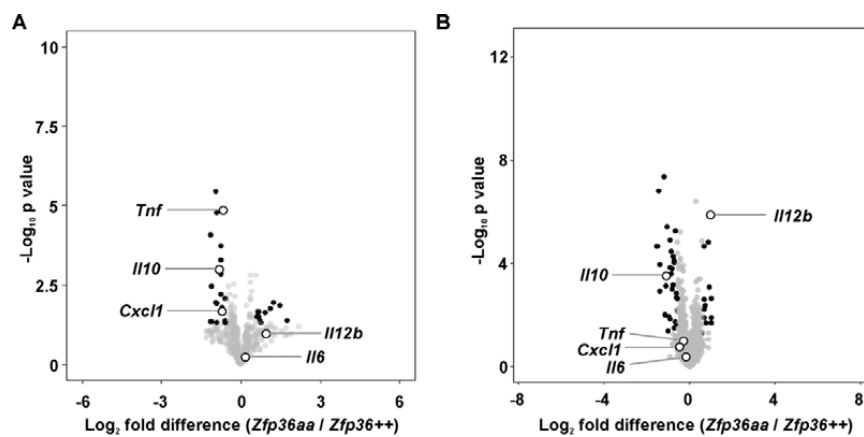 A
10
7.5
5
2.5
0
-Log10 p value
Tnf
Il10
Cxcl1
Il12b
Il6
-6
-3
0
3
6
Log2 fold difference (Zfp36aa / Zfp36++)
B
12
8
4
0
-Log10 p value
Il12b
Il10
Tnf
Cxcl1
Il6
-8
-4
0
4
8
Log2 fold difference (Zfp36aa / Zfp36++)